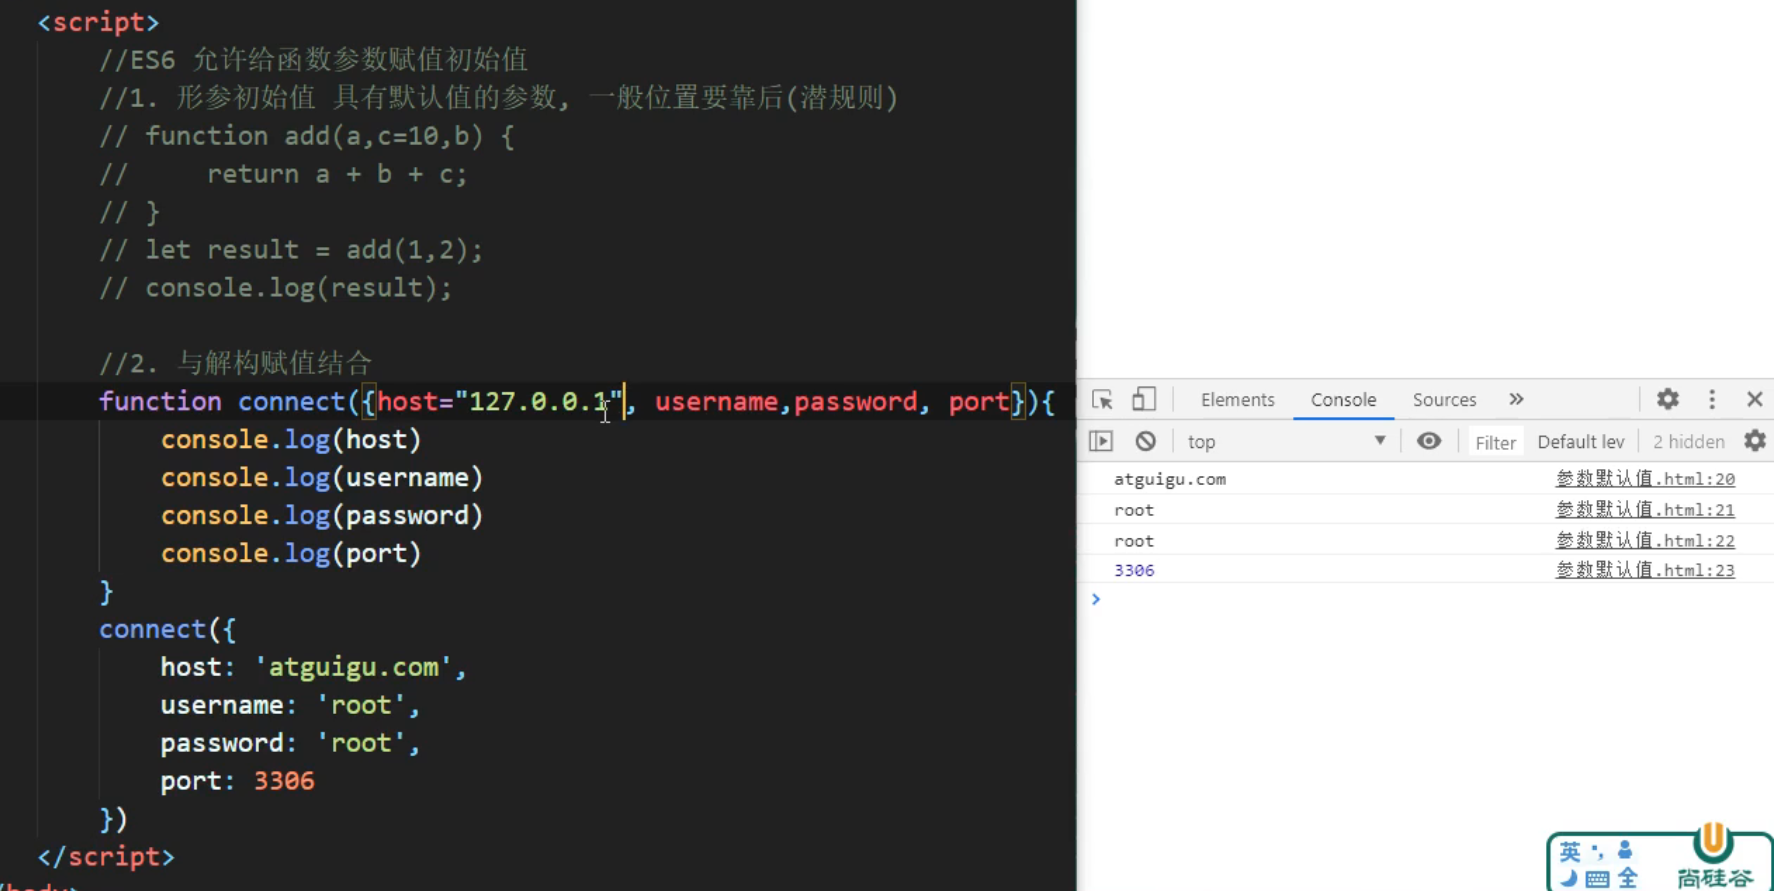 <script>
//ES6 允许给函数参数赋值初始值
//1. 形参初始值 具有默认值的参数, 一般位置要靠后(潜规则)
// function add(a,c=10,b) {
//     return a + b + c;
// }
// let result = add(1,2);
// console.log(result);
//2. 与解构赋值结合
function connect({host="127.0.0.1", username,password, port}){
console.log(host)
console.log(username)
console.log(password)
console.log(port)
}
connect({
host: 'atguigu.com',
username: 'root',
password: 'root',
port: 3306
})
</script>
Elements Console Sources »
top Filter Default lev 2 hidden
atguigu.com 参数默认值.html:20
root 参数默认值.html:21
root 参数默认值.html:22
3306 参数默认值.html:23
>
英
全
尚硅谷